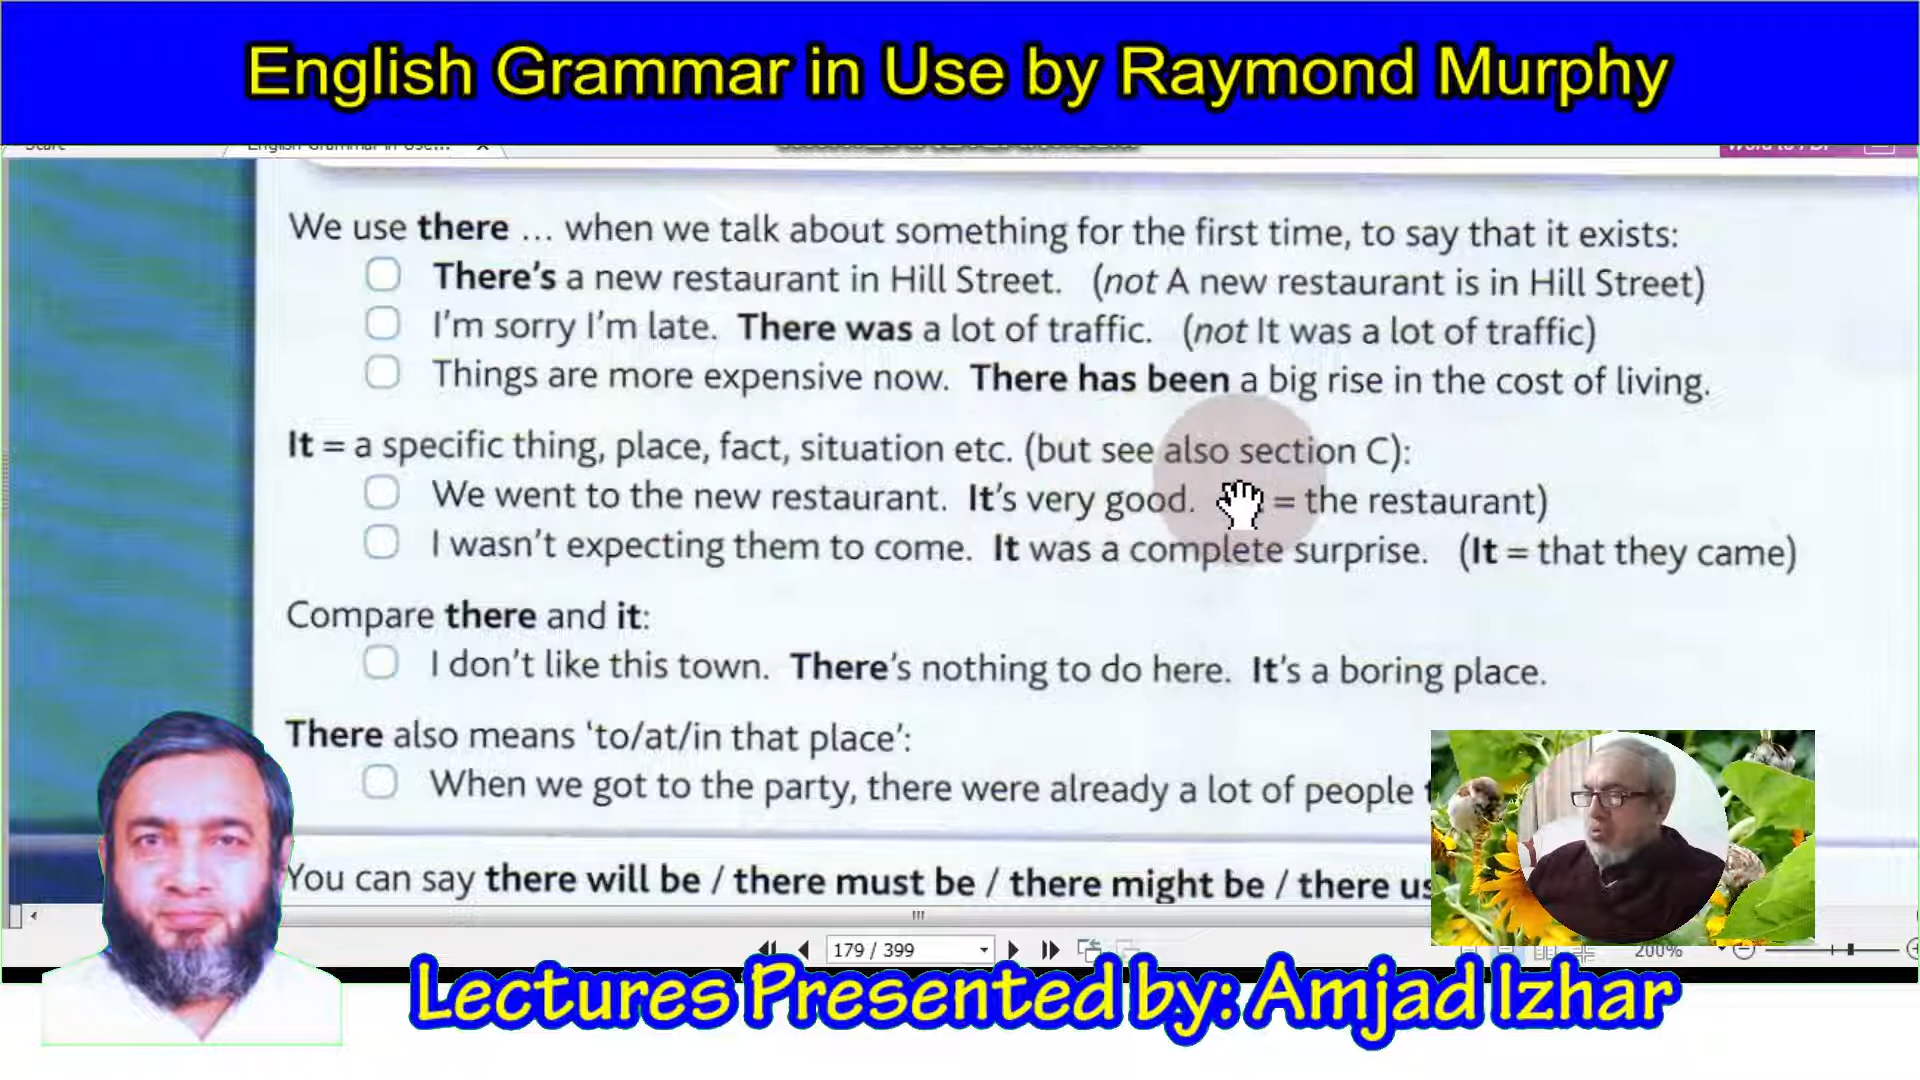 English Grammar in Use by Raymond Murphy
Start English Grammar in Use...
Word to PDF
We use there ... when we talk about something for the first time, to say that it exists:
There's a new restaurant in Hill Street. (not A new restaurant is in Hill Street)
I'm sorry I'm late. There was a lot of traffic. (not It was a lot of traffic)
Things are more expensive now. There has been a big rise in the cost of living.
It = a specific thing, place, fact, situation etc. (but see also section C):
We went to the new restaurant. It's very good. = the restaurant)
I wasn't expecting them to come. It was a complete surprise. (It = that they came)
Compare there and it:
I don't like this town. There's nothing to do here. It's a boring place.
There also means 'to/at/in that place':
When we got to the party, there were already a lot of people
You can say there will be / there must be / there might be / there us
179 / 399
200%
Lectures Presented by: Amjad Izhar